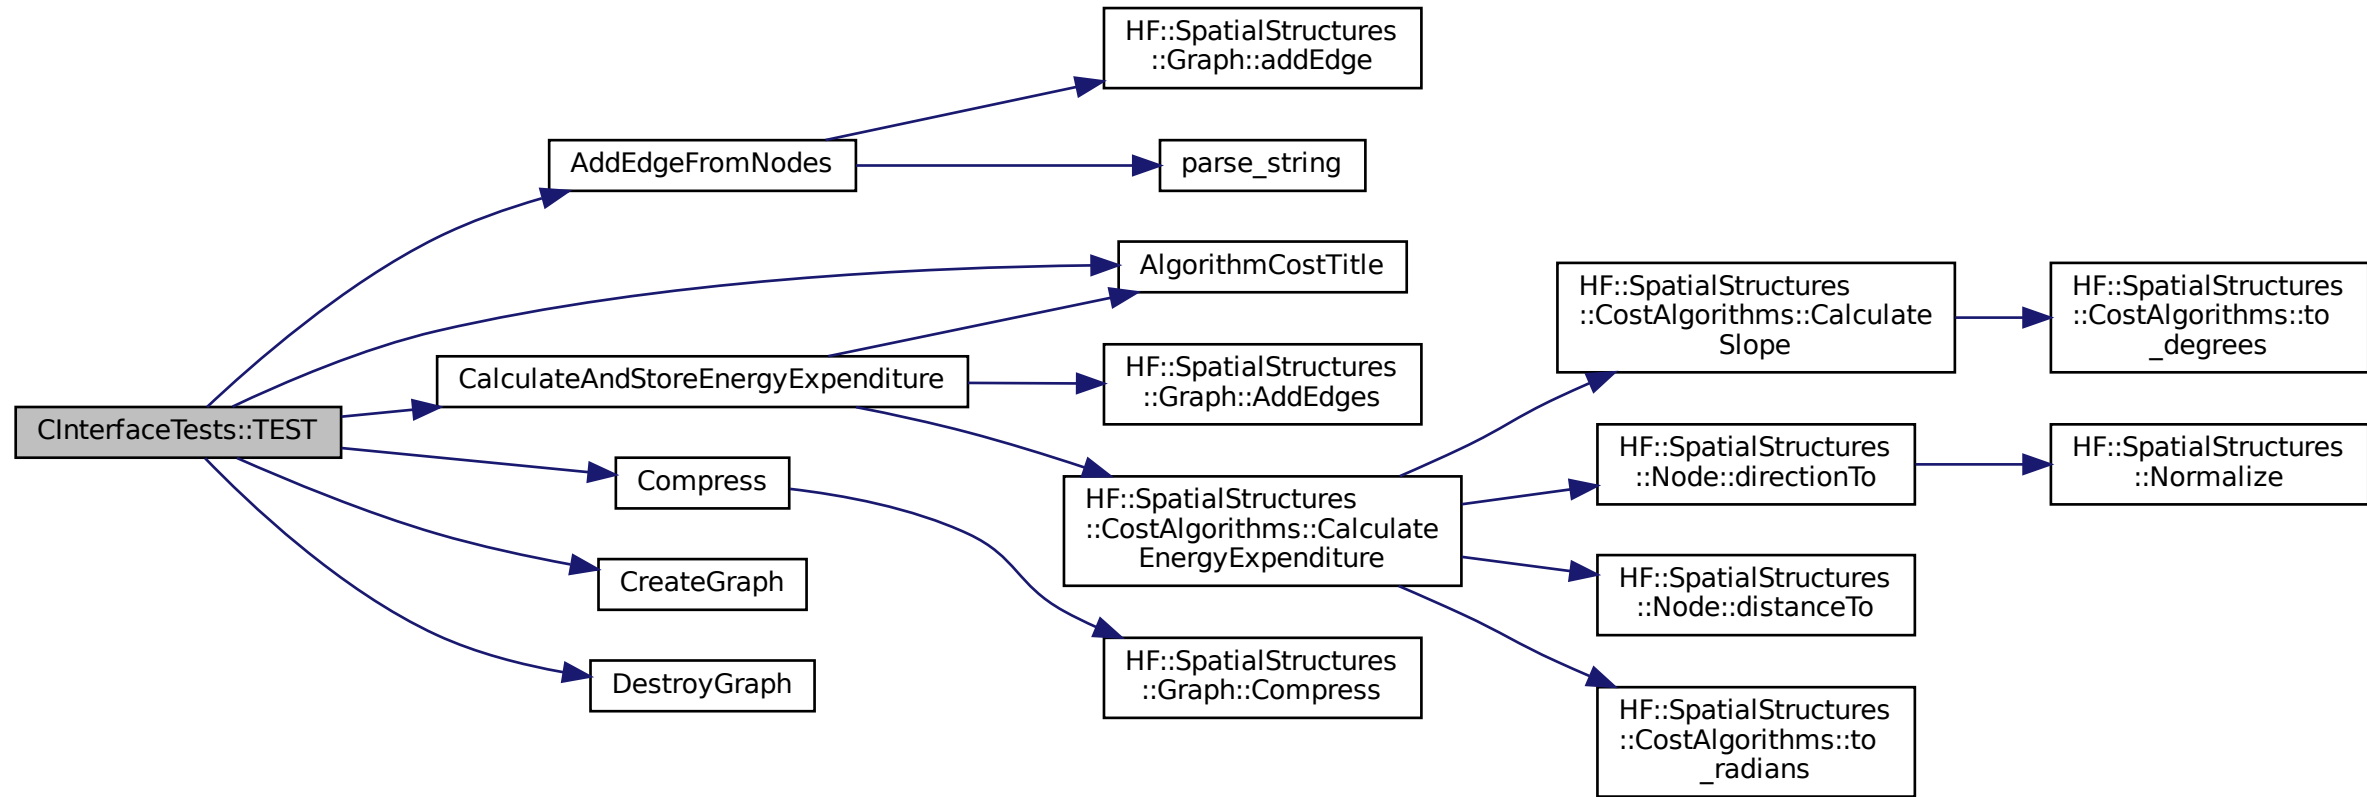 CInterfaceTests::TEST
AddEdgeFromNodes
HF::SpatialStructures
::Graph::addEdge
parse_string
AlgorithmCostTitle
CalculateAndStoreEnergyExpenditure
HF::SpatialStructures
::Graph::AddEdges
HF::SpatialStructures
::CostAlgorithms::Calculate
EnergyExpenditure
HF::SpatialStructures
::CostAlgorithms::Calculate
Slope
HF::SpatialStructures
::CostAlgorithms::to
_degrees
HF::SpatialStructures
::Node::directionTo
HF::SpatialStructures
::Normalize
HF::SpatialStructures
::Node::distanceTo
HF::SpatialStructures
::CostAlgorithms::to
_radians
Compress
HF::SpatialStructures
::Graph::Compress
CreateGraph
DestroyGraph